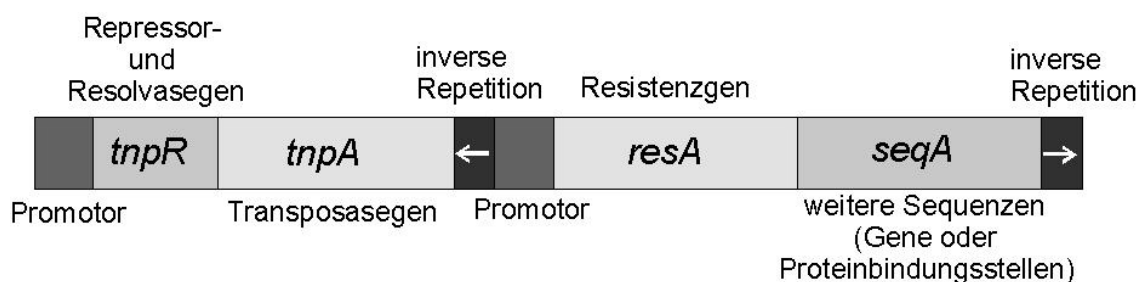 Repressor-
und
Resolvasegen
inverse
Repetition
Resistenzgen
inverse
Repetition
tnpR
tnpA
resA
seqA
Promotor
Transposasegen
Promotor
weitere Sequenzen
(Gene oder
Proteinbindungsstellen)